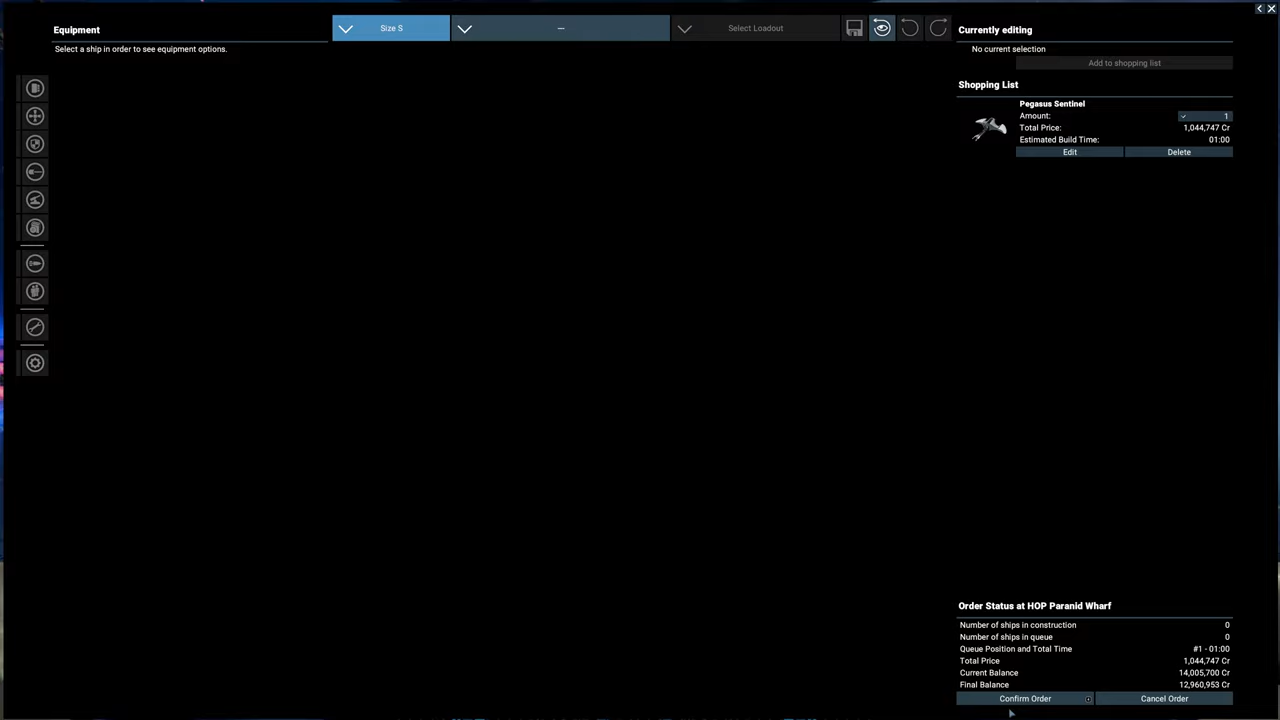 Equipment
Select a ship in order to see equipment options.
Size S
—
Select Loadout
Currently editing
No current selection
Add to shopping list
Shopping List
Pegasus Sentinel
Amount: 1
Total Price: 1,044,747 Cr
Estimated Build Time: 01:00
Edit Delete
Order Status at HOP Paranid Wharf
Number of ships in construction 0
Number of ships in queue 0
Queue Position and Total Time #1 - 01:00
Total Price 1,044,747 Cr
Current Balance 14,005,700 Cr
Final Balance 12,960,953 Cr
Confirm Order Cancel Order